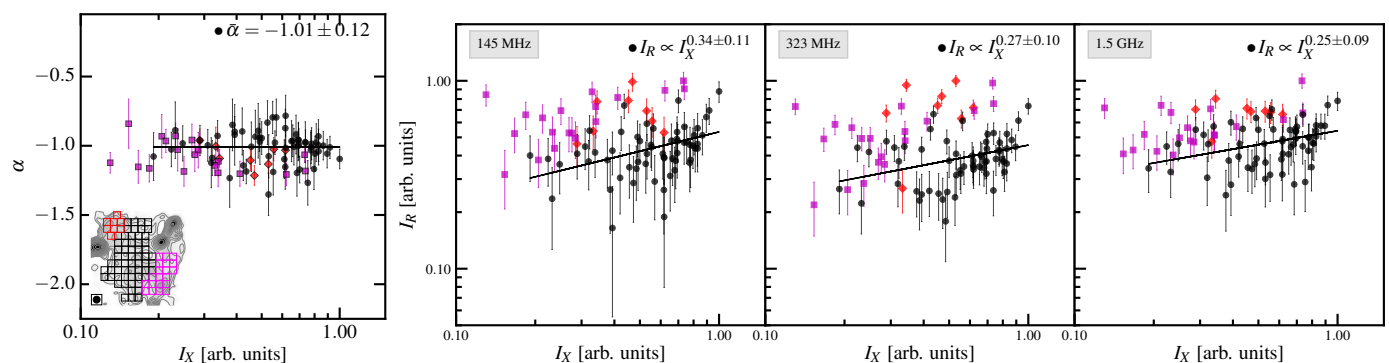 ● ᾱ = −1.01 ± 0.12
−0.5
−1.0
−1.5
−2.0
α
0.10
1.00
I_X [arb. units]
145 MHz
● I_R ∝ I_X^{0.34±0.11}
323 MHz
● I_R ∝ I_X^{0.27±0.10}
1.5 GHz
● I_R ∝ I_X^{0.25±0.09}
1.00
0.10
I_R [arb. units]
0.10
1.00
0.10
1.00
0.10
1.00
I_X [arb. units]
I_X [arb. units]
I_X [arb. units]